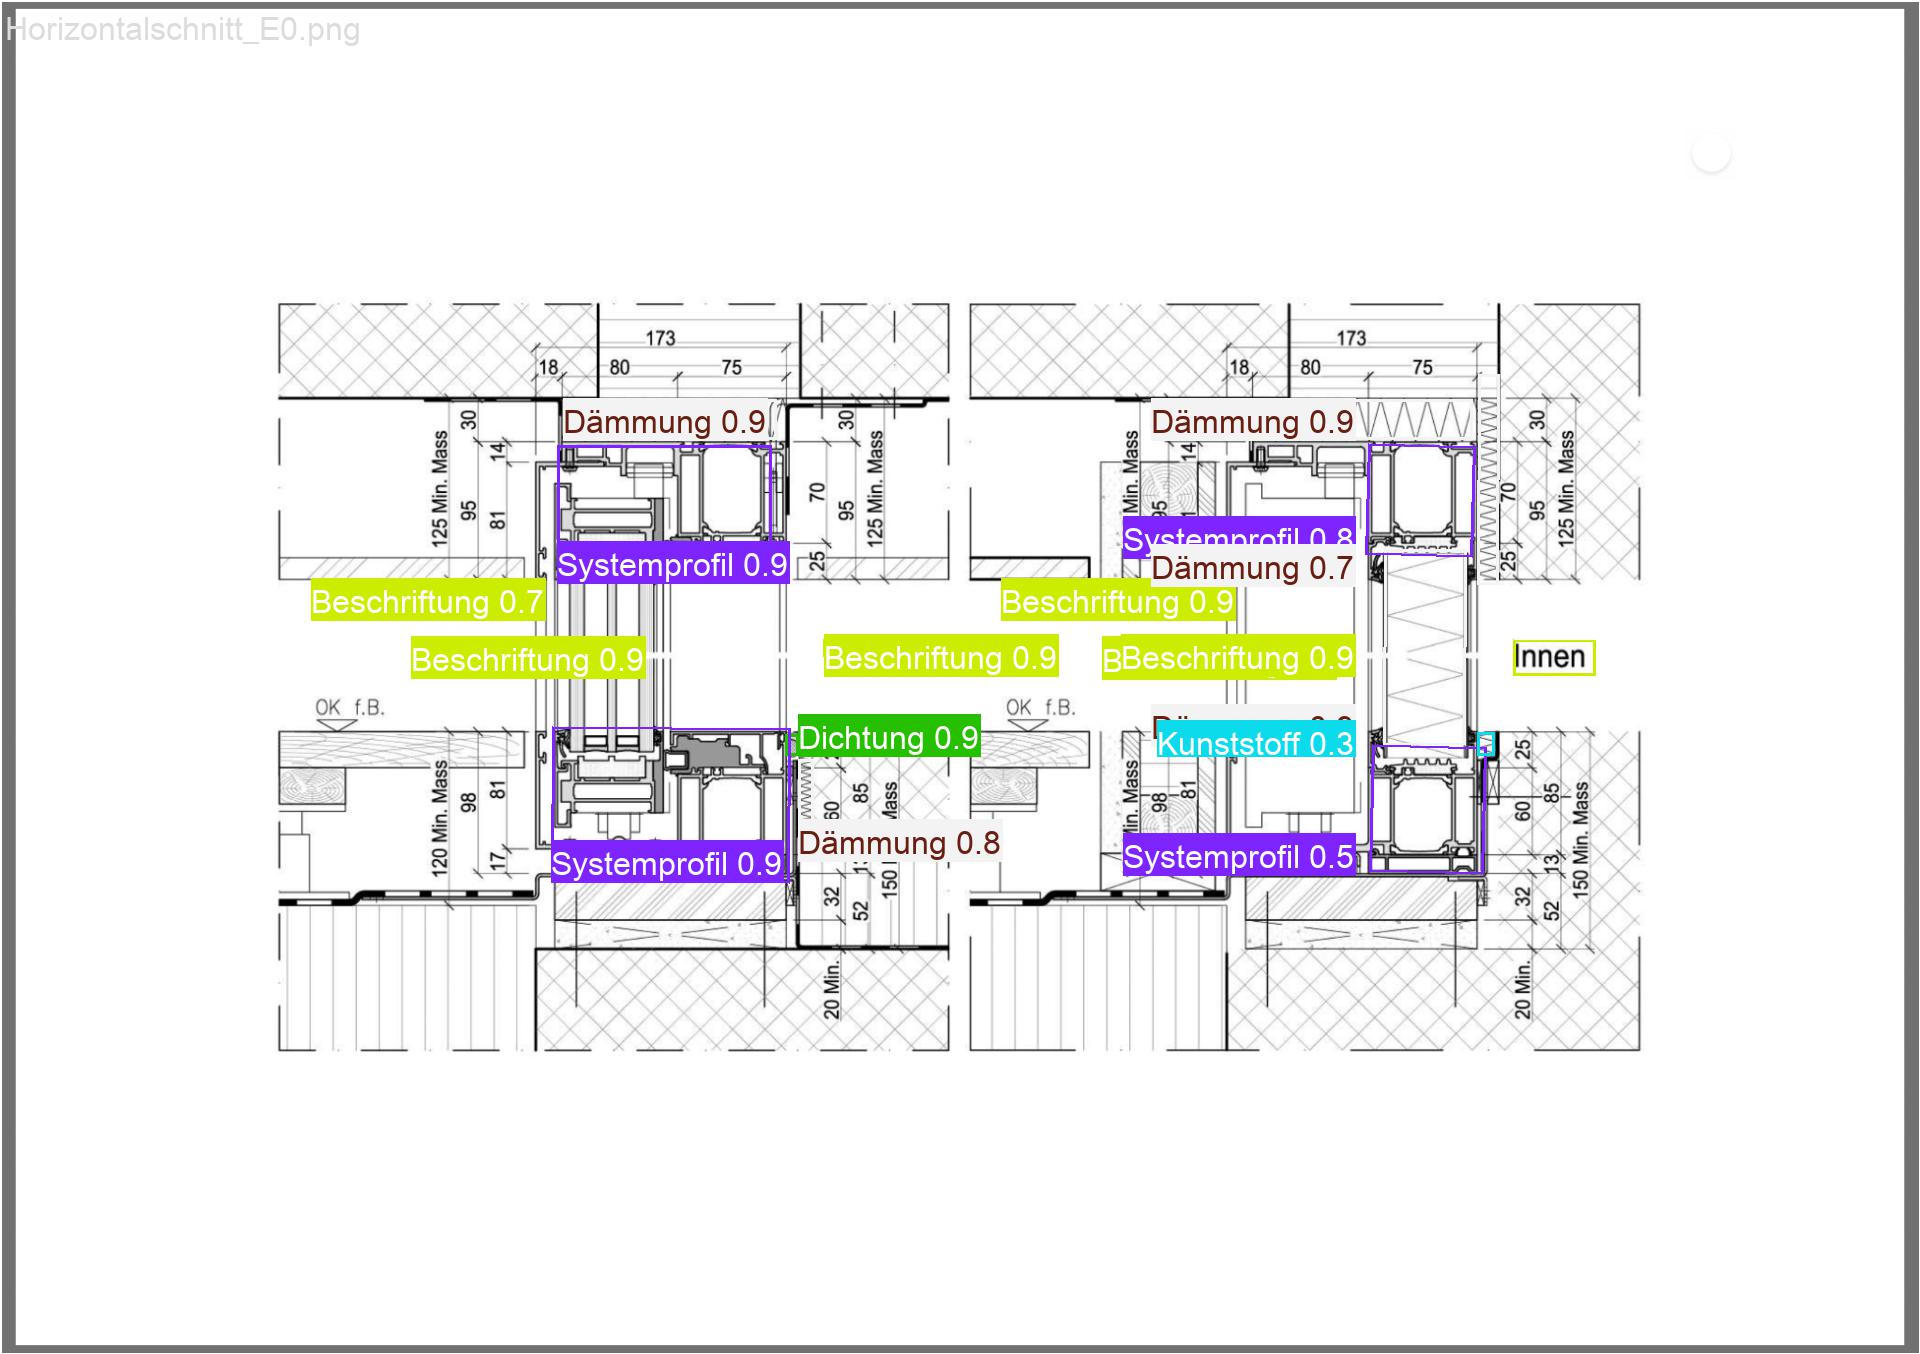 Horizontalschnitt_E0.png
173
18
80
75
173
18
80
75
Dämmung 0.9
Dämmung 0.9
30
14
125 Min. Mass
95
81
30
70
95
125 Min. Mass
25
125 Min. Mass
14
95
30
70
95
125 Min. Mass
25
Systemprofil 0.9
Systemprofil 0.8
Dämmung 0.7
Beschriftung 0.7
Beschriftung 0.9
Beschriftung 0.9
Beschriftung 0.9
Beschriftung 0.9
Innen
OK f.B.
OK f.B.
Dichtung 0.9
Kunststoff 0.3
120 Min. Mass
98
81
17
60
85
150 Min. Mass
32
52
20 Min.
98
81
25
60
85
13
150 Min. Mass
32
52
20 Min.
Dämmung 0.8
Systemprofil 0.9
Systemprofil 0.5